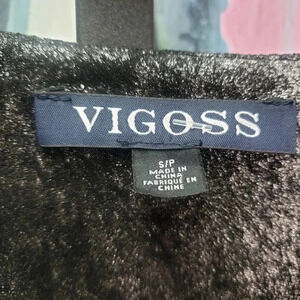 VIGOSS
S/P
MADE IN
CHINA
FABRIQUÉ EN
CHINE